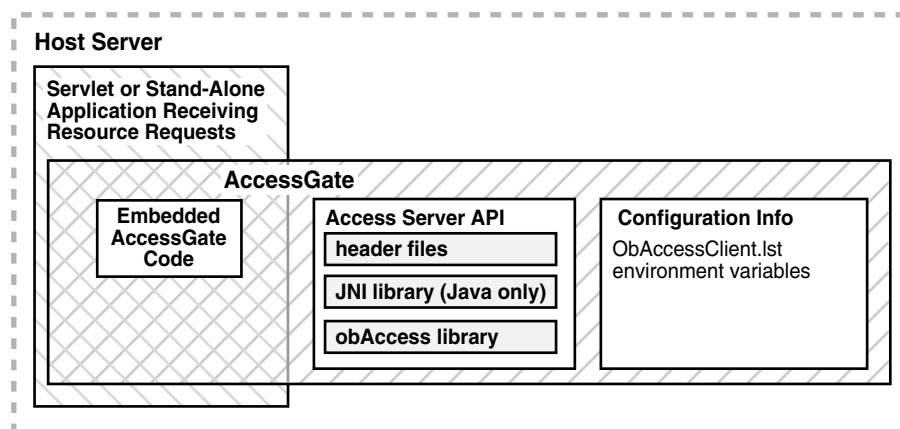 Host Server
Servlet or Stand-Alone
Application Receiving
Resource Requests
AccessGate
Embedded
AccessGate
Code
Access Server API
header files
JNI library (Java only)
obAccess library
Configuration Info
ObAccessClient.lst
environment variables